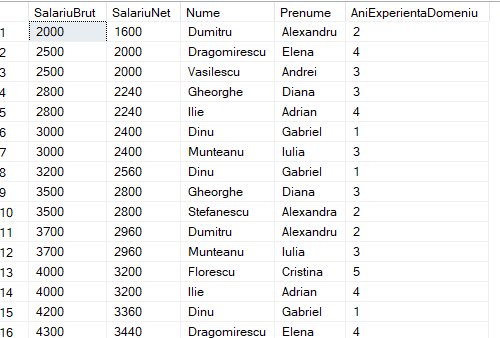 SalariuBrut SalariuNet Nume Prenume AniExperientaDomeniu
1 2000 1600 Dumitru Alexandru 2
2 2500 2000 Dragomirescu Elena 4
3 2500 2000 Vasilescu Andrei 3
4 2800 2240 Gheorghe Diana 3
5 2800 2240 Ilie Adrian 4
6 3000 2400 Dinu Gabriel 1
7 3000 2400 Munteanu Iulia 3
8 3200 2560 Dinu Gabriel 1
9 3500 2800 Gheorghe Diana 3
10 3500 2800 Stefanescu Alexandra 2
11 3700 2960 Dumitru Alexandru 2
12 3700 2960 Munteanu Iulia 3
13 4000 3200 Florescu Cristina 5
14 4000 3200 Ilie Adrian 4
15 4200 3360 Dinu Gabriel 1
16 4300 3440 Dragomirescu Elena 4